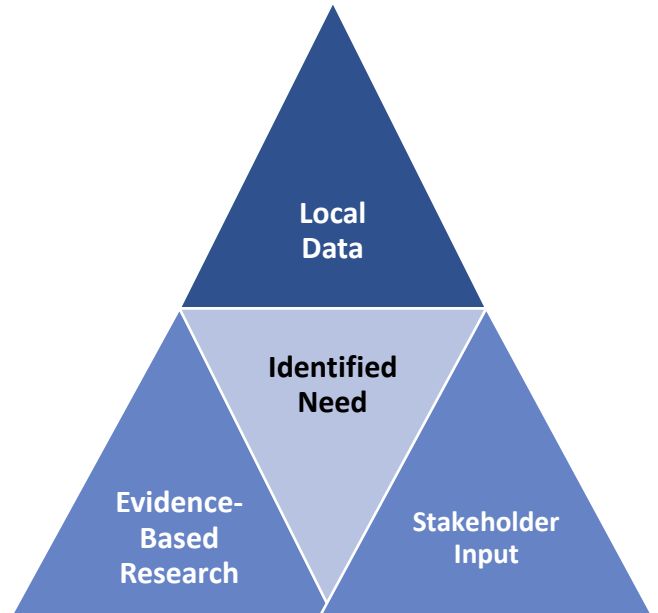 Local
Data
Identified
Need
Evidence-
Based
Research
Stakeholder
Input